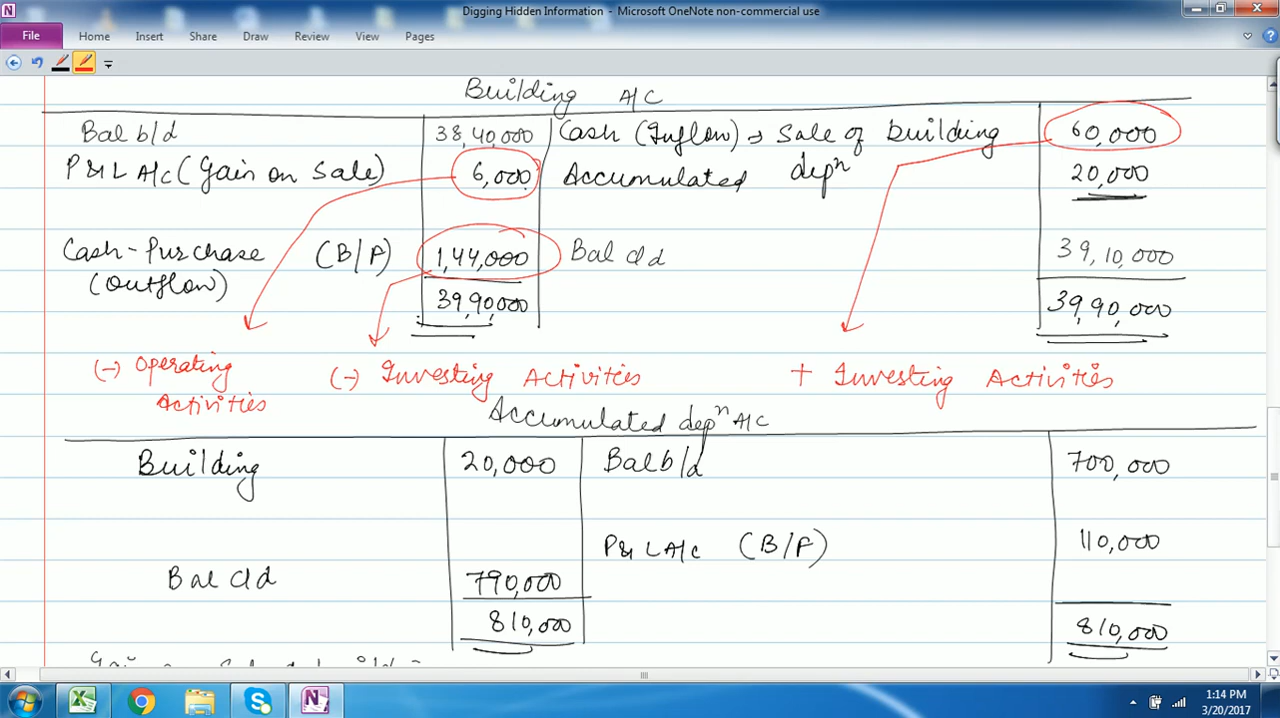 Digging Hidden Information - Microsoft OneNote non-commercial use
File Home Insert Share Draw Review View Pages
Building A/C
Bal b/d 38,40,000 Cash (Inflow) → Sale of building 60,000
P&L A/C (Gain on Sale) 6,000 Accumulated depⁿ 20,000
Cash-Purchase (B/F) 1,44,000 Bal c/d 39,10,000
(Outflow) 39,90,000 39,90,000
(-) Operating (-) Investing Activities + Investing Activities
Activities
Accumulated depⁿ A/C
Building 20,000 Bal b/d 700,000
P&L A/c (B/F) 110,000
Bal c/d 790,000
810,000 810,000
1:14 PM
3/20/2017